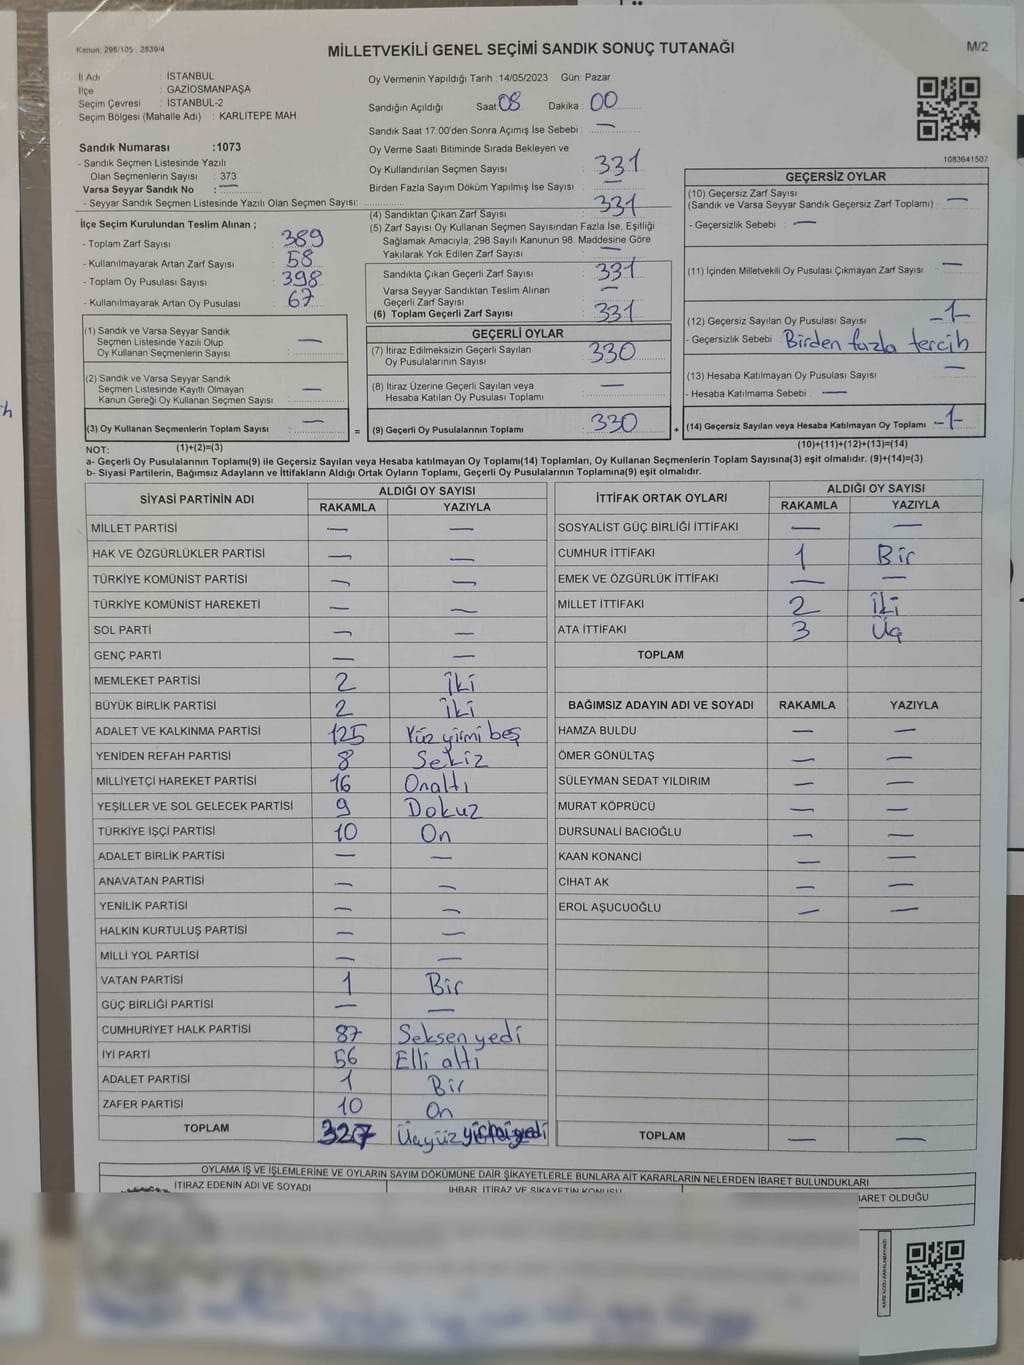 Kanun: 298/105 , 2839/4
MİLLETVEKİLİ GENEL SEÇİMİ SANDIK SONUÇ TUTANAĞI
M/2
İl Adı : İSTANBUL
İlçe : GAZİOSMANPAŞA
Seçim Çevresi : İSTANBUL-2
Seçim Bölgesi (Mahalle Adı) : KARLITEPE MAH
Oy Vermenin Yapıldığı Tarih :14/05/2023 Gün: Pazar
Sandığın Açıldığı Saat: 08 Dakika: 00
Sandık Saat 17:00'den Sonra Açımış İse Sebebi : —
Sandık Numarası :1073
- Sandık Seçmen Listesinde Yazılı
Olan Seçmenlerin Sayısı : 373
Varsa Seyyar Sandık No : —
- Seyyar Sandık Seçmen Listesinde Yazılı Olan Seçmen Sayısı:
Oy Verme Saati Bitiminde Sırada Bekleyen ve
Oy Kullandırılan Seçmen Sayısı : 331
Birden Fazla Sayım Döküm Yapılmış İse Sayısı : —
1083641507
İlçe Seçim Kurulundan Teslim Alınan ;
- Toplam Zarf Sayısı : 389
- Kullanılmayarak Artan Zarf Sayısı : 58
- Toplam Oy Pusulası Sayısı : 398
- Kullanılmayarak Artan Oy Pusulası : 67
(4) Sandıktan Çıkan Zarf Sayısı : 331
(5) Zarf Sayısı Oy Kullanan Seçmen Sayısından Fazla İse, Eşitliği
Sağlamak Amacıyla; 298 Sayılı Kanunun 98. Maddesine Göre
Yakılarak Yok Edilen Zarf Sayısı : —
Sandıkta Çıkan Geçerli Zarf Sayısı : 331
Varsa Seyyar Sandıktan Teslim Alınan
Geçerli Zarf Sayısı : —
(6) Toplam Geçerli Zarf Sayısı : 331
GEÇERSİZ OYLAR
(10) Geçersiz Zarf Sayısı
(Sandık ve Varsa Seyyar Sandık Geçersiz Zarf Toplamı) : —
- Geçersizlik Sebebi : —
(11) İçinden Milletvekili Oy Pusulası Çıkmayan Zarf Sayısı : —
(12) Geçersiz Sayılan Oy Pusulası Sayısı : -1-
- Geçersizlik Sebebi : Birden fazla tercih
(13) Hesaba Katılmayan Oy Pusulası Sayısı : —
- Hesaba Katılmama Sebebi : —
(14) Geçersiz Sayılan veya Hesaba Katılmayan Oy Toplamı : -1-
(10)+(11)+(12)+(13)=(14)
(1) Sandık ve Varsa Seyyar Sandık
Seçmen Listesinde Yazılı Olup
Oy Kullanan Seçmenlerin Sayısı : —
(2) Sandık ve Varsa Seyyar Sandık
Seçmen Listesinde Kayıtlı Olmayan
Kanun Gereği Oy Kullanan Seçmen Sayısı : —
(3) Oy Kullanan Seçmenlerin Toplam Sayısı : —
=
GEÇERLİ OYLAR
(7) İtiraz Edilmeksizin Geçerli Sayılan
Oy Pusulalarının Sayısı : 330
(8) İtiraz Üzerine Geçerli Sayılan veya
Hesaba Katılan Oy Pusulası Toplamı : —
(9) Geçerli Oy Pusulalarının Toplamı : 330
+
NOT: (1)+(2)=(3)
a- Geçerli Oy Pusulalarının Toplamı(9) ile Geçersiz Sayılan veya Hesaba katılmayan Oy Toplamı(14) Toplamları, Oy Kullanan Seçmenlerin Toplam Sayısına(3) eşit olmalıdır. (9)+(14)=(3)
b- Siyasi Partilerin, Bağımsız Adayların ve İttifakların Aldığı Ortak Oyların Toplamı, Geçerli Oy Pusulalarının Toplamına(9) eşit olmalıdır.
SİYASİ PARTİNİN ADI ALDIĞI OY SAYISI
RAKAMLA YAZIYLA
MİLLET PARTİSİ — —
HAK VE ÖZGÜRLÜKLER PARTİSİ — —
TÜRKİYE KOMÜNİST PARTİSİ — —
TÜRKİYE KOMÜNİST HAREKETİ — —
SOL PARTİ — —
GENÇ PARTİ — —
MEMLEKET PARTİSİ 2 İki
BÜYÜK BİRLİK PARTİSİ 2 İki
ADALET VE KALKINMA PARTİSİ 125 Yüz yirmi beş
YENİDEN REFAH PARTİSİ 8 Sekiz
MİLLİYETÇİ HAREKET PARTİSİ 16 Onaltı
YEŞİLLER VE SOL GELECEK PARTİSİ 9 Dokuz
TÜRKİYE İŞÇİ PARTİSİ 10 On
ADALET BİRLİK PARTİSİ — —
ANAVATAN PARTİSİ — —
YENİLİK PARTİSİ — —
HALKIN KURTULUŞ PARTİSİ — —
MİLLİ YOL PARTİSİ — —
VATAN PARTİSİ 1 Bir
GÜÇ BİRLİĞİ PARTİSİ — —
CUMHURİYET HALK PARTİSİ 87 Seksen yedi
İYİ PARTİ 56 Elli altı
ADALET PARTİSİ 1 Bir
ZAFER PARTİSİ 10 On
TOPLAM 327 Üçyüz yirmiyedi
İTTİFAK ORTAK OYLARI ALDIĞI OY SAYISI
RAKAMLA YAZIYLA
SOSYALİST GÜÇ BİRLİĞİ İTTİFAKI — —
CUMHUR İTTİFAKI 1 Bir
EMEK VE ÖZGÜRLÜK İTTİFAKI — —
MİLLET İTTİFAKI 2 İki
ATA İTTİFAKI 3 Üç
TOPLAM
BAĞIMSIZ ADAYIN ADI VE SOYADI RAKAMLA YAZIYLA
HAMZA BULDU — —
ÖMER GÖNÜLTAŞ — —
SÜLEYMAN SEDAT YILDIRIM — —
MURAT KÖPRÜCÜ — —
DURSUNALİ BACIOĞLU — —
KAAN KONANCİ — —
CİHAT AK — —
EROL AŞUCUOĞLU — —
TOPLAM — —
OYLAMA İŞ VE İŞLEMLERİNE VE OYLARIN SAYIM DÖKÜMÜNE DAİR ŞİKAYETLERLE BUNLARA AİT KARARLARIN NELERDEN İBARET BULUNDUKLARI
İTİRAZ EDENİN ADI VE SOYADI İHBAR, İTİRAZ VE ŞİKAYETİN KONUSU OLDUĞU